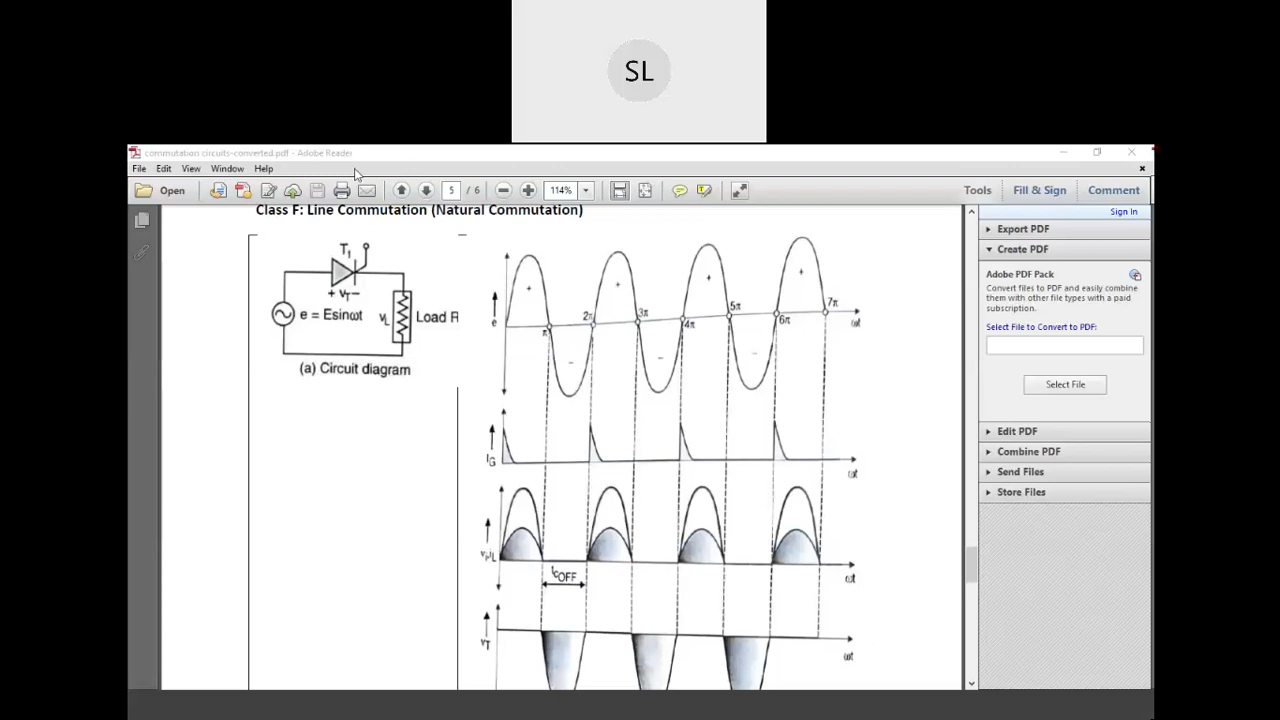 SL
commutation circuits-converted.pdf - Adobe Reader
File Edit View Window Help
Open 5 / 6 114% Tools Fill & Sign Comment
Class F: Line Commutation (Natural Commutation)
Sign In
Export PDF
Create PDF
Adobe PDF Pack
Convert files to PDF and easily combine
them with other file types with a paid
subscription.
Select File to Convert to PDF:
Select File
Edit PDF
Combine PDF
Send Files
Store Files
T1
+ vT −
e = Esinωt
vL
Load R
(a) Circuit diagram
e
+ + + +
π 2π 3π 4π 5π 6π 7π
ωt
− − −
IG
ωt
tcOFF
ωt
vT
ωt